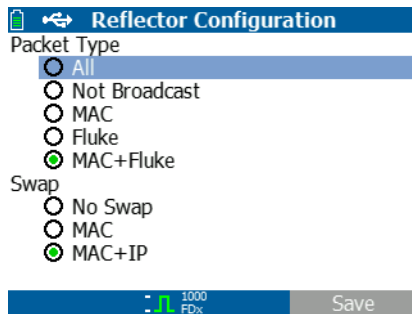 Reflector Configuration
Packet Type
All
Not Broadcast
MAC
Fluke
MAC+Fluke
Swap
No Swap
MAC
MAC+IP
1000
FDx
Save